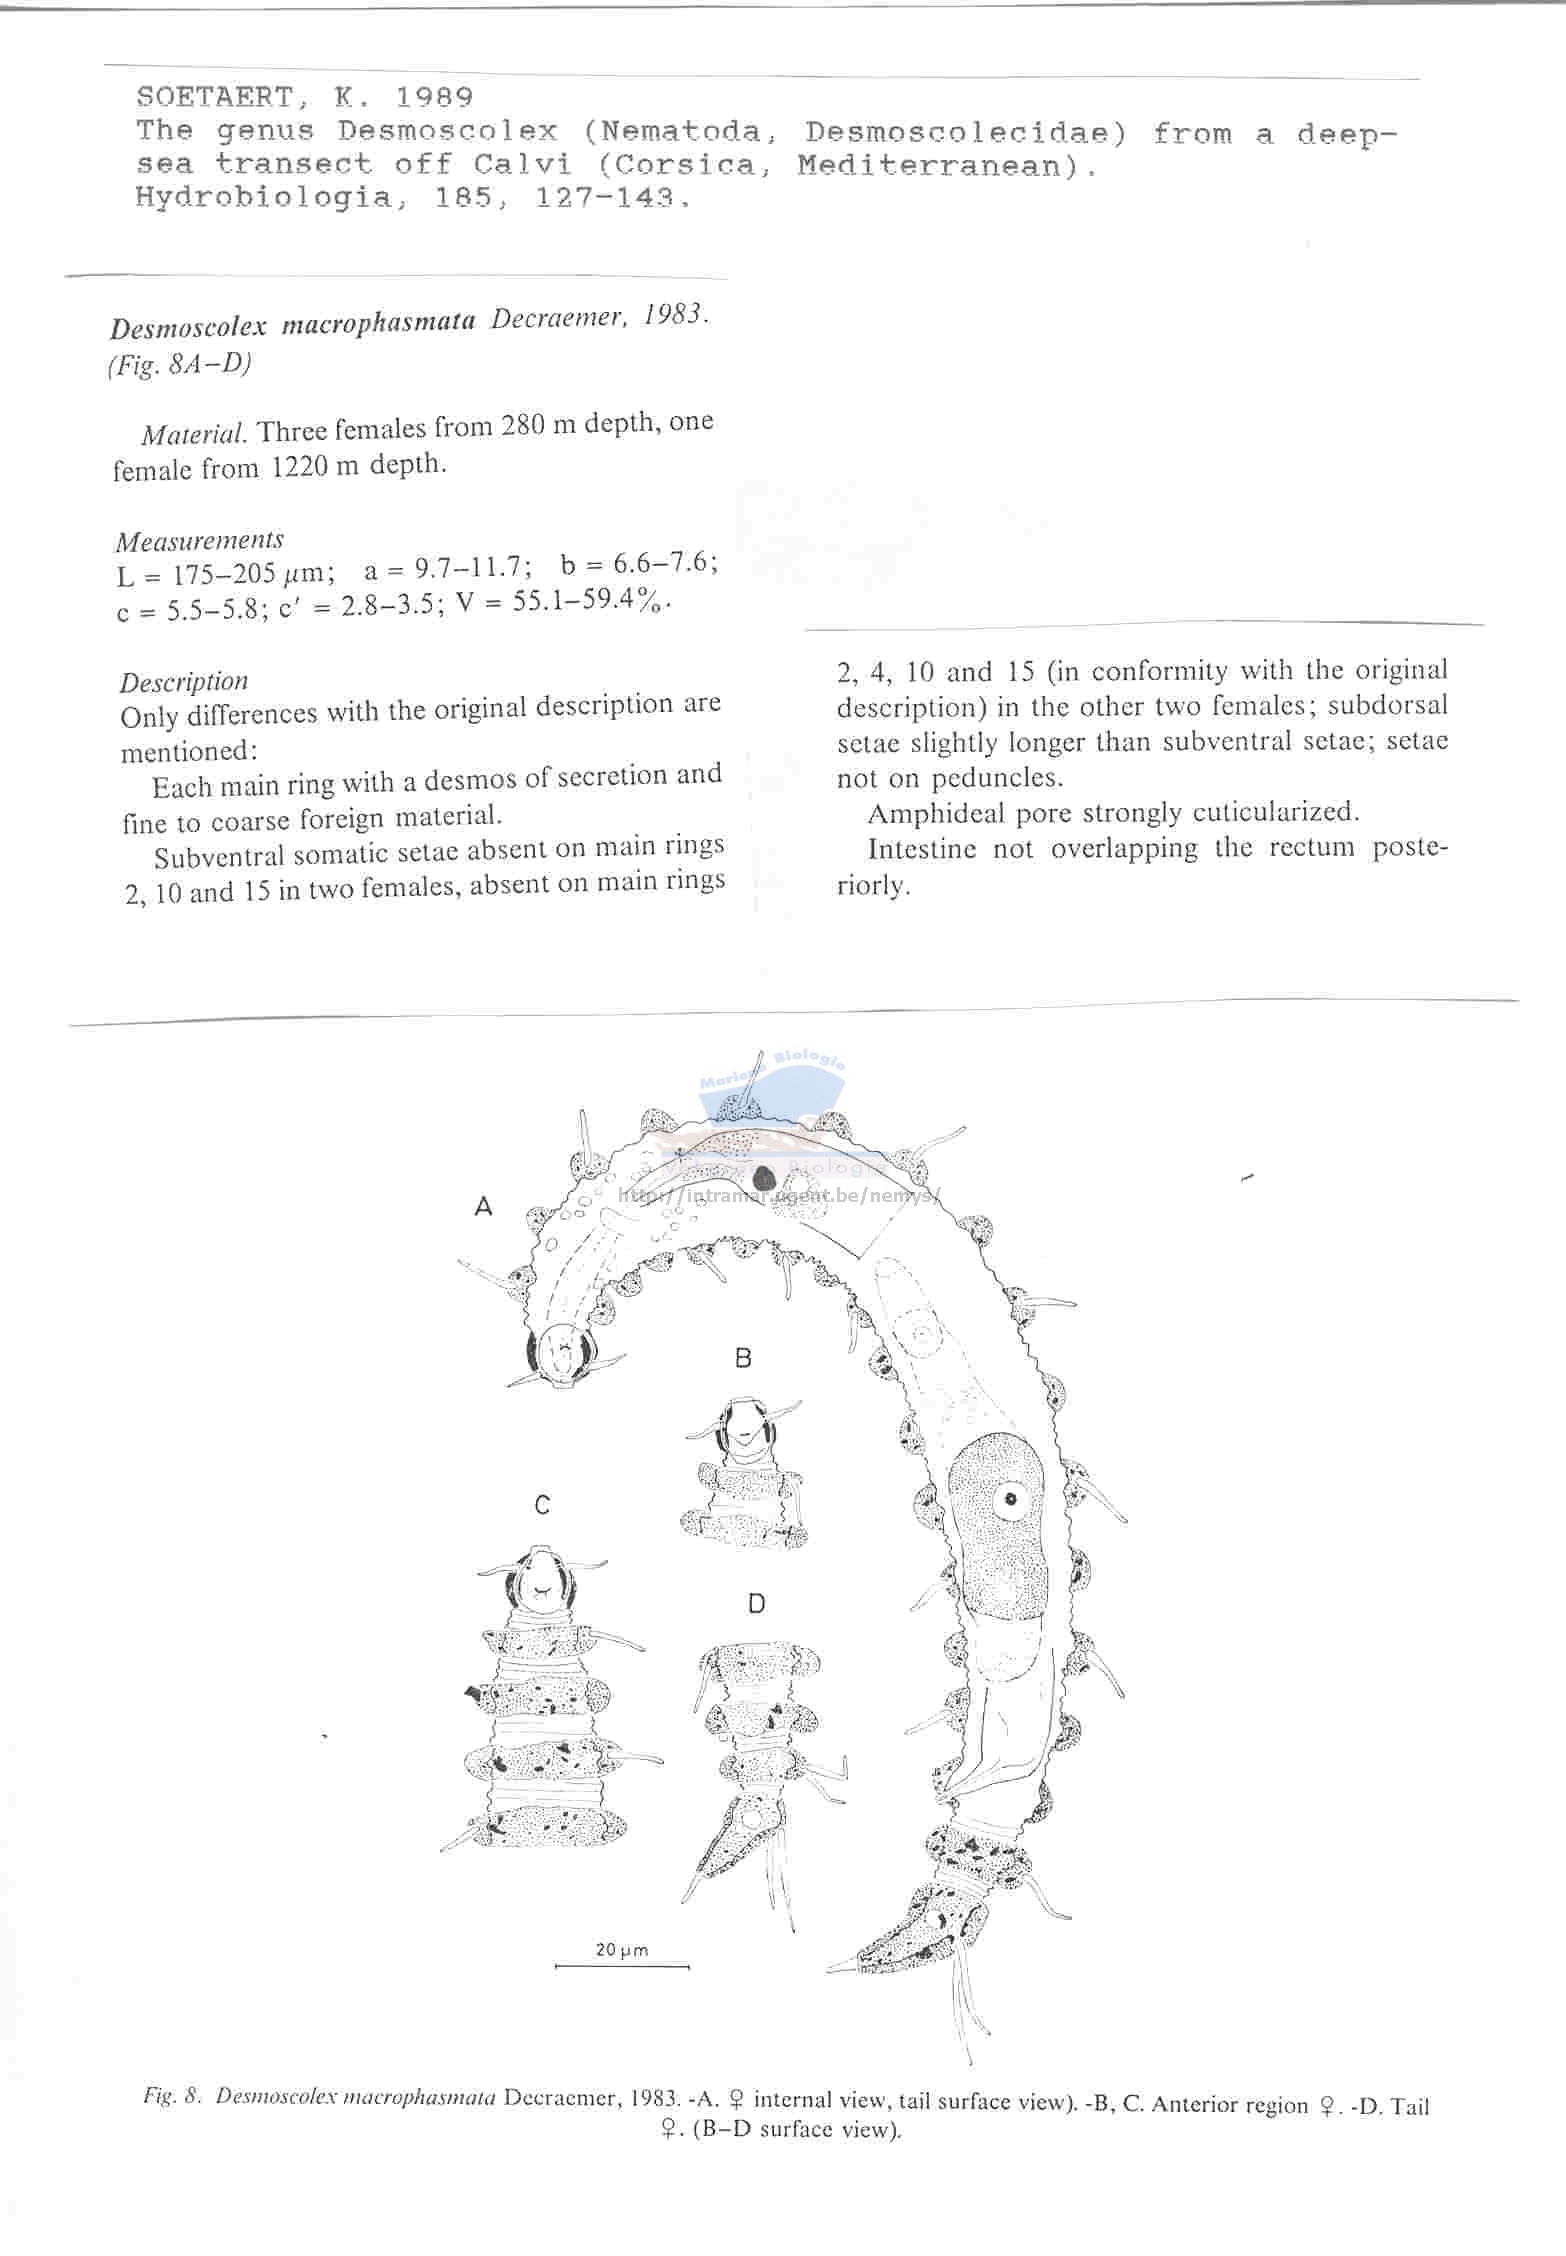 SOETAERT, K. 1989
The genus Desmoscolex (Nematoda, Desmoscolecidae) from a deep-
sea transect off Calvi (Corsica, Mediterranean).
Hydrobiologia, 185, 127-143.
Desmoscolex macrophasmata Decraemer, 1983.
(Fig. 8A–D)
Material. Three females from 280 m depth, one
female from 1220 m depth.
Measurements
L = 175–205 μm; a = 9.7–11.7; b = 6.6–7.6;
c = 5.5–5.8; c' = 2.8–3.5; V = 55.1–59.4%.
Description
Only differences with the original description are
mentioned:
Each main ring with a desmos of secretion and
fine to coarse foreign material.
Subventral somatic setae absent on main rings
2, 10 and 15 in two females, absent on main rings
2, 4, 10 and 15 (in conformity with the original
description) in the other two females; subdorsal
setae slightly longer than subventral setae; setae
not on peduncles.
Amphideal pore strongly cuticularized.
Intestine not overlapping the rectum poste-
riorly.
Mariene Biologie
Biologie
http://intramar.ugent.be/nemys/
A
B
C
D
20 μm
Fig. 8. Desmoscolex macrophasmata Decraemer, 1983. -A. ♀ internal view, tail surface view). -B, C. Anterior region ♀. -D. Tail
♀. (B–D surface view).